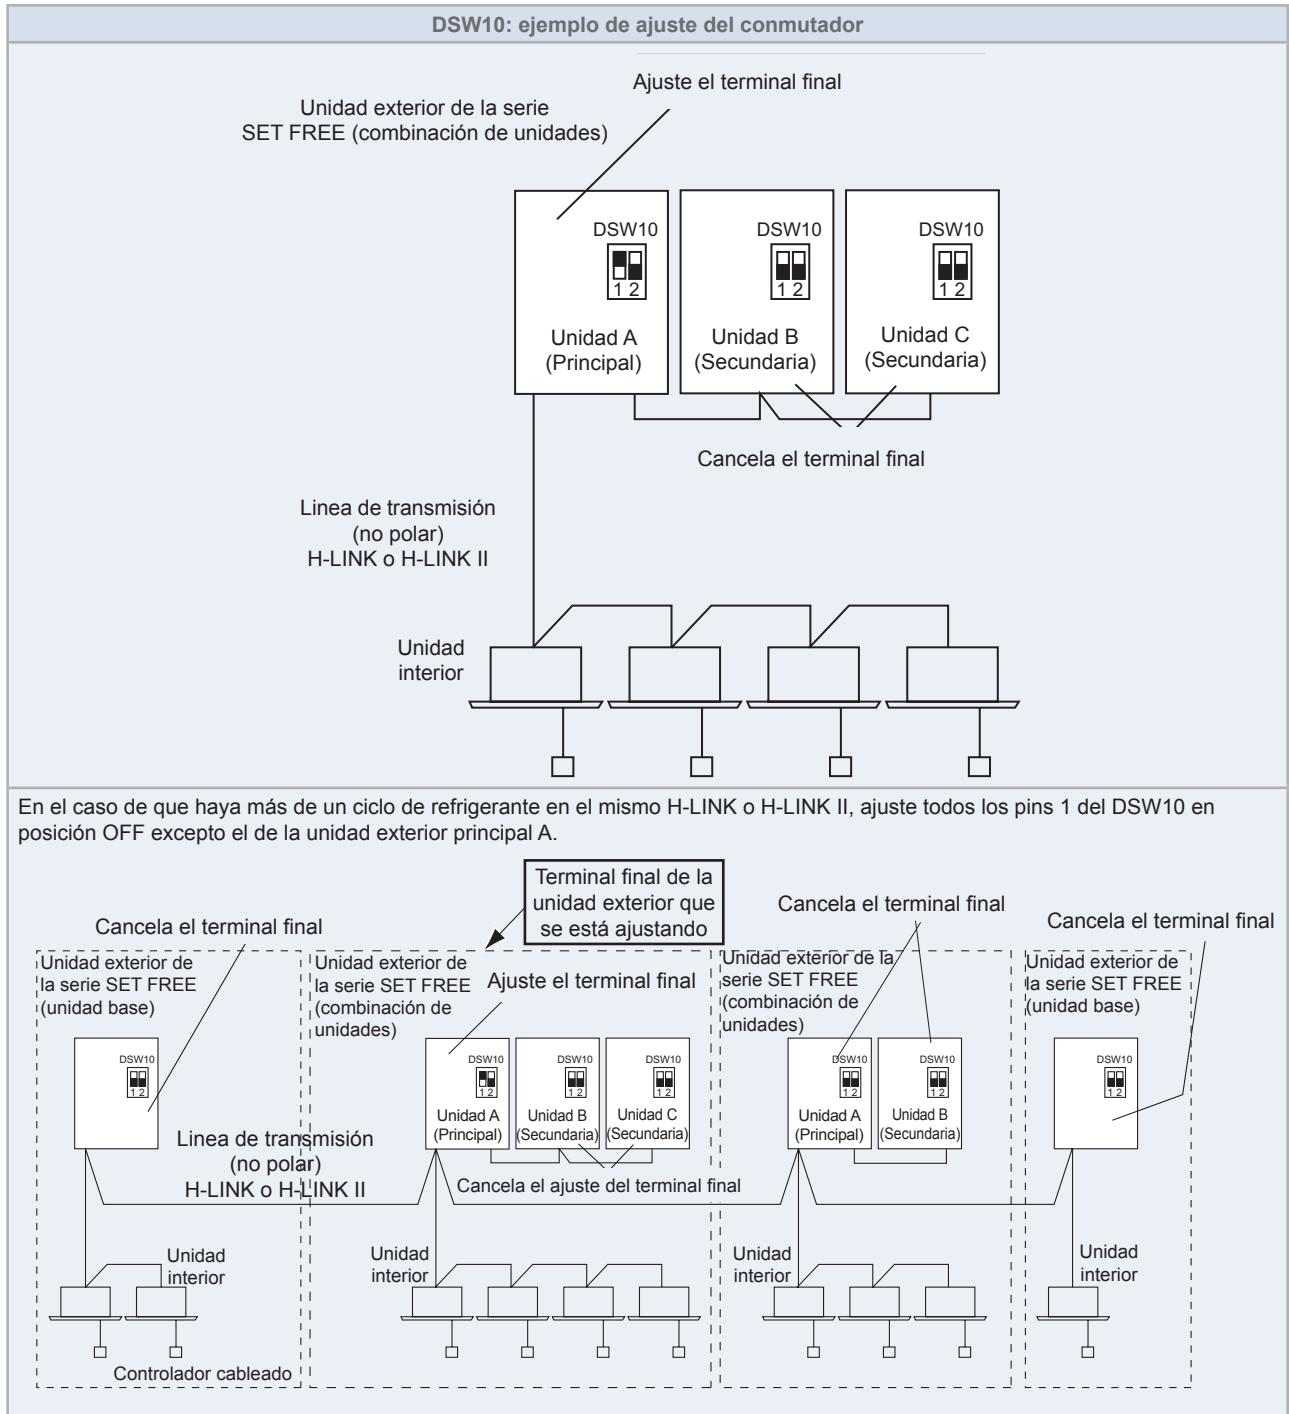 DSW10: ejemplo de ajuste del conmutador
Ajuste el terminal final
Unidad exterior de la serie
SET FREE (combinación de unidades)
DSW10
1 2
Unidad A
(Principal)
DSW10
1 2
Unidad B
(Secundaria)
DSW10
1 2
Unidad C
(Secundaria)
Cancela el terminal final
Linea de transmisión
(no polar)
H-LINK o H-LINK II
Unidad
interior
En el caso de que haya más de un ciclo de refrigerante en el mismo H-LINK o H-LINK II, ajuste todos los pins 1 del DSW10 en
posición OFF excepto el de la unidad exterior principal A.
Terminal final de la
unidad exterior que
se está ajustando
Cancela el terminal final
Cancela el terminal final
Cancela el terminal final
Unidad exterior de
la serie SET FREE
(unidad base)
Unidad exterior de
la serie SET FREE
(combinación de
unidades)
Ajuste el terminal final
Unidad exterior de la
serie SET FREE
(combinación de
unidades)
Unidad exterior de
la serie SET FREE
(unidad base)
DSW10
1 2
DSW10
1 2
Unidad A
(Principal)
DSW10
1 2
Unidad B
(Secundaria)
DSW10
1 2
Unidad C
(Secundaria)
DSW10
1 2
Unidad A
(Principal)
DSW10
1 2
Unidad B
(Secundaria)
DSW10
1 2
Linea de transmisión
(no polar)
H-LINK o H-LINK II
Cancela el ajuste del terminal final
Unidad
interior
Unidad
interior
Unidad
interior
Unidad
interior
Controlador cableado